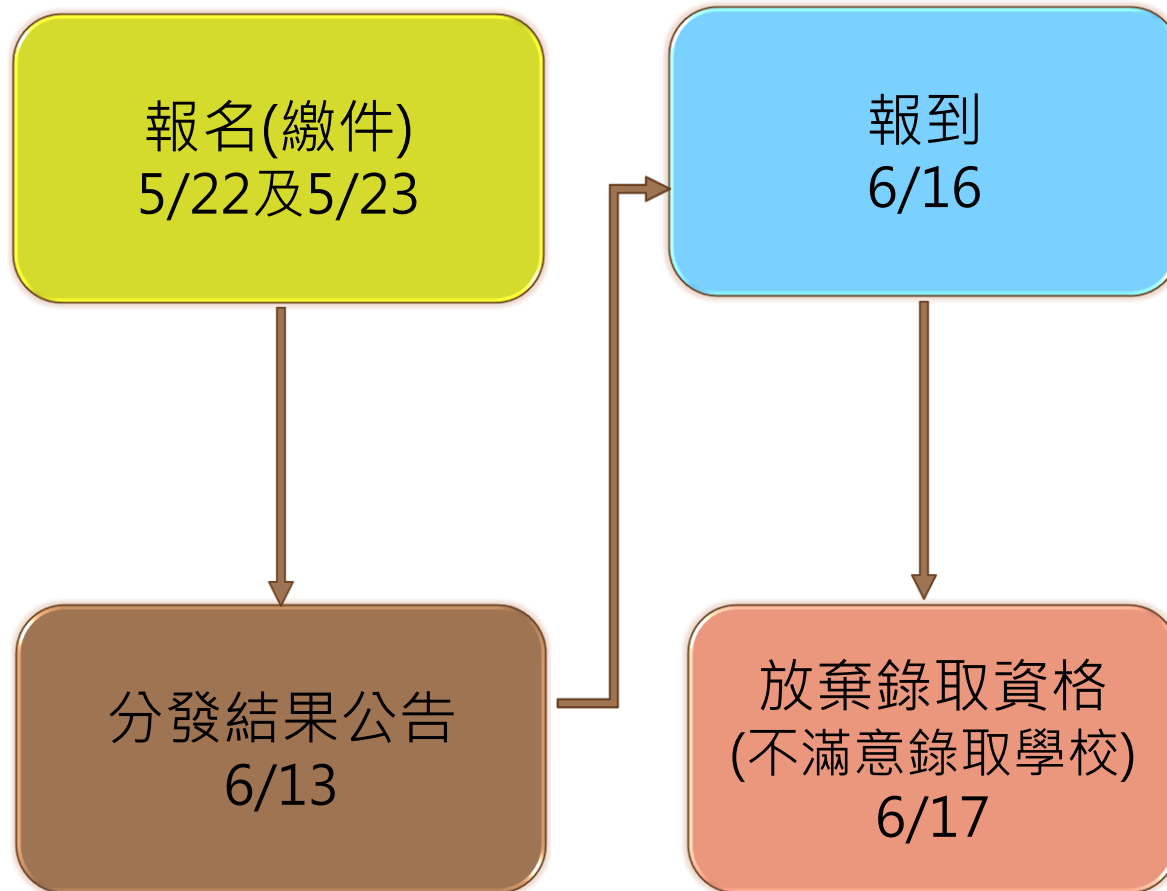 報名(繳件)
5/22及5/23
分發結果公告
6/13
報到
6/16
放棄錄取資格
(不滿意錄取學校)
6/17